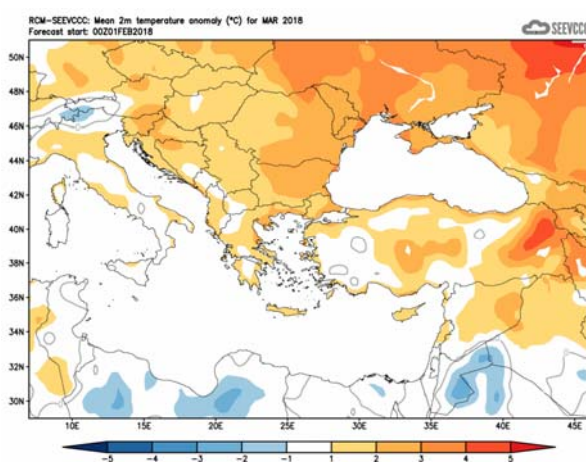 RCM-SEEVCCC: Mean 2m temperature anomaly (°C) for MAR 2018
Forecast start: 00Z01FEB2018
SEEVCCC
50N
48N
46N
44N
42N
40N
38N
36N
34N
32N
30N
10E 15E 20E 25E 30E 35E 40E 45E
-5 -4 -3 -2 -1 1 2 3 4 5